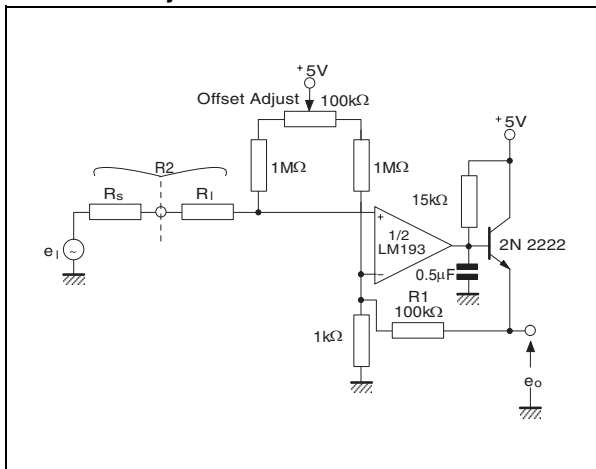 +5V
Offset Adjust
100kΩ
+5V
R2
1MΩ
1MΩ
15kΩ
Rs
Rl
+
1/2
LM193
2N 2222
eI
~
−
0.5μF
R1
100kΩ
1kΩ
eo